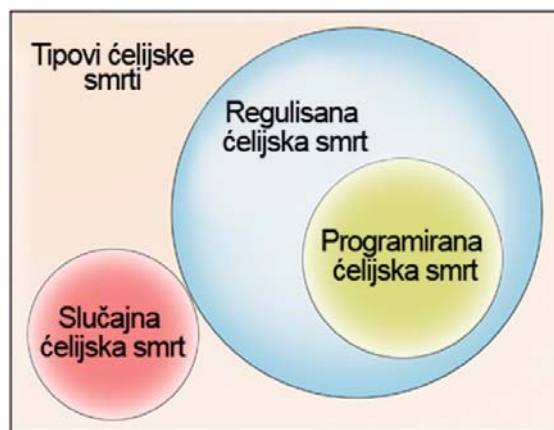 Tipovi ćelijske
smrti
Regulisana
ćelijska smrt
Programirana
ćelijska smrt
Slučajna
ćelijska smrt